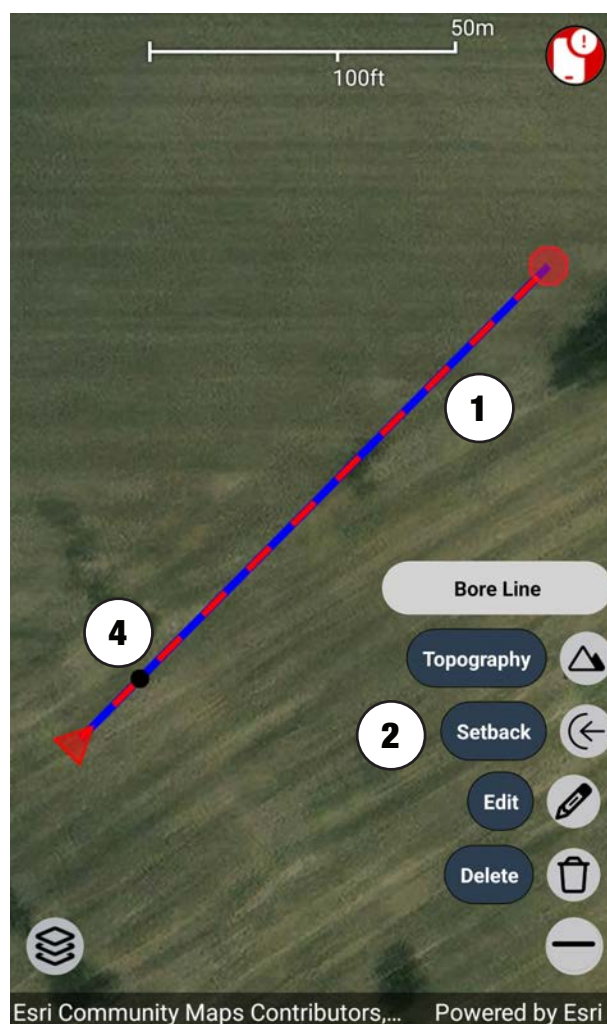 50m
100ft
!
1
Bore Line
4
Topography
2
Setback
Edit
Delete
Esri Community Maps Contributors,... Powered by Esri